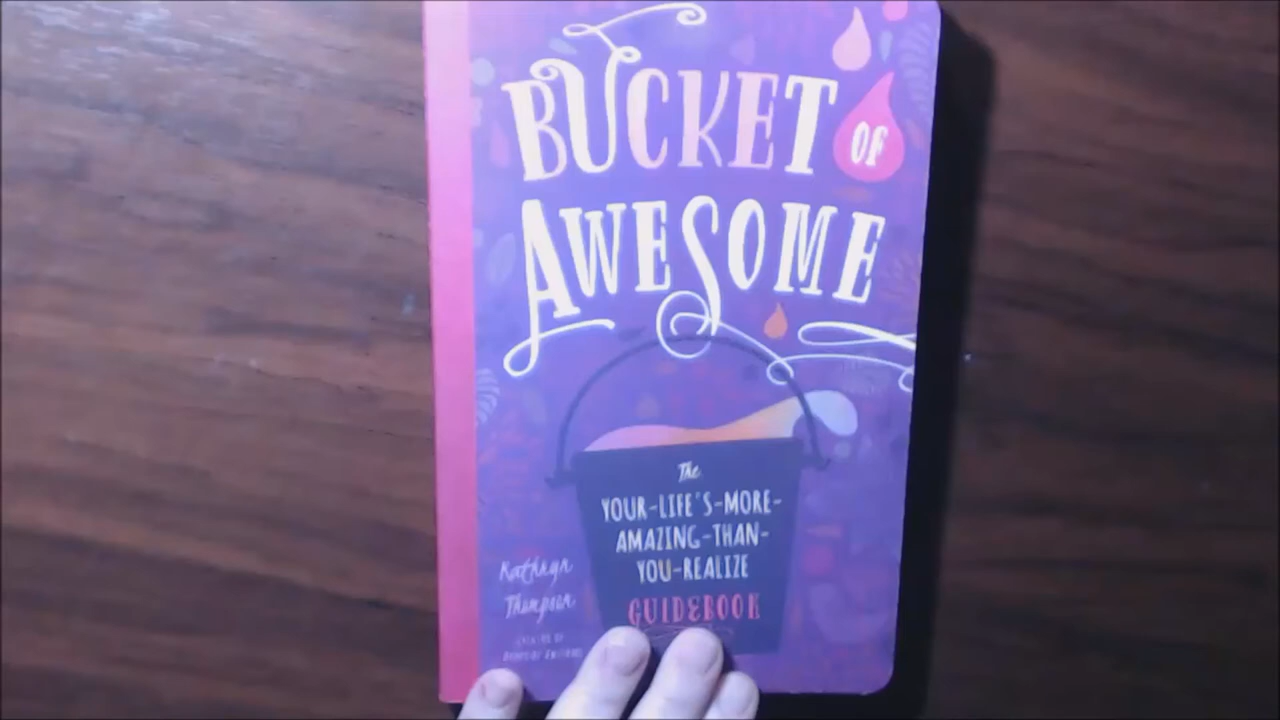 BUCKET OF
AWESOME
The
YOUR-LIFE'S-MORE-
AMAZING-THAN-
YOU-REALIZE
GUIDEBOOK
Kathryn
Thompson